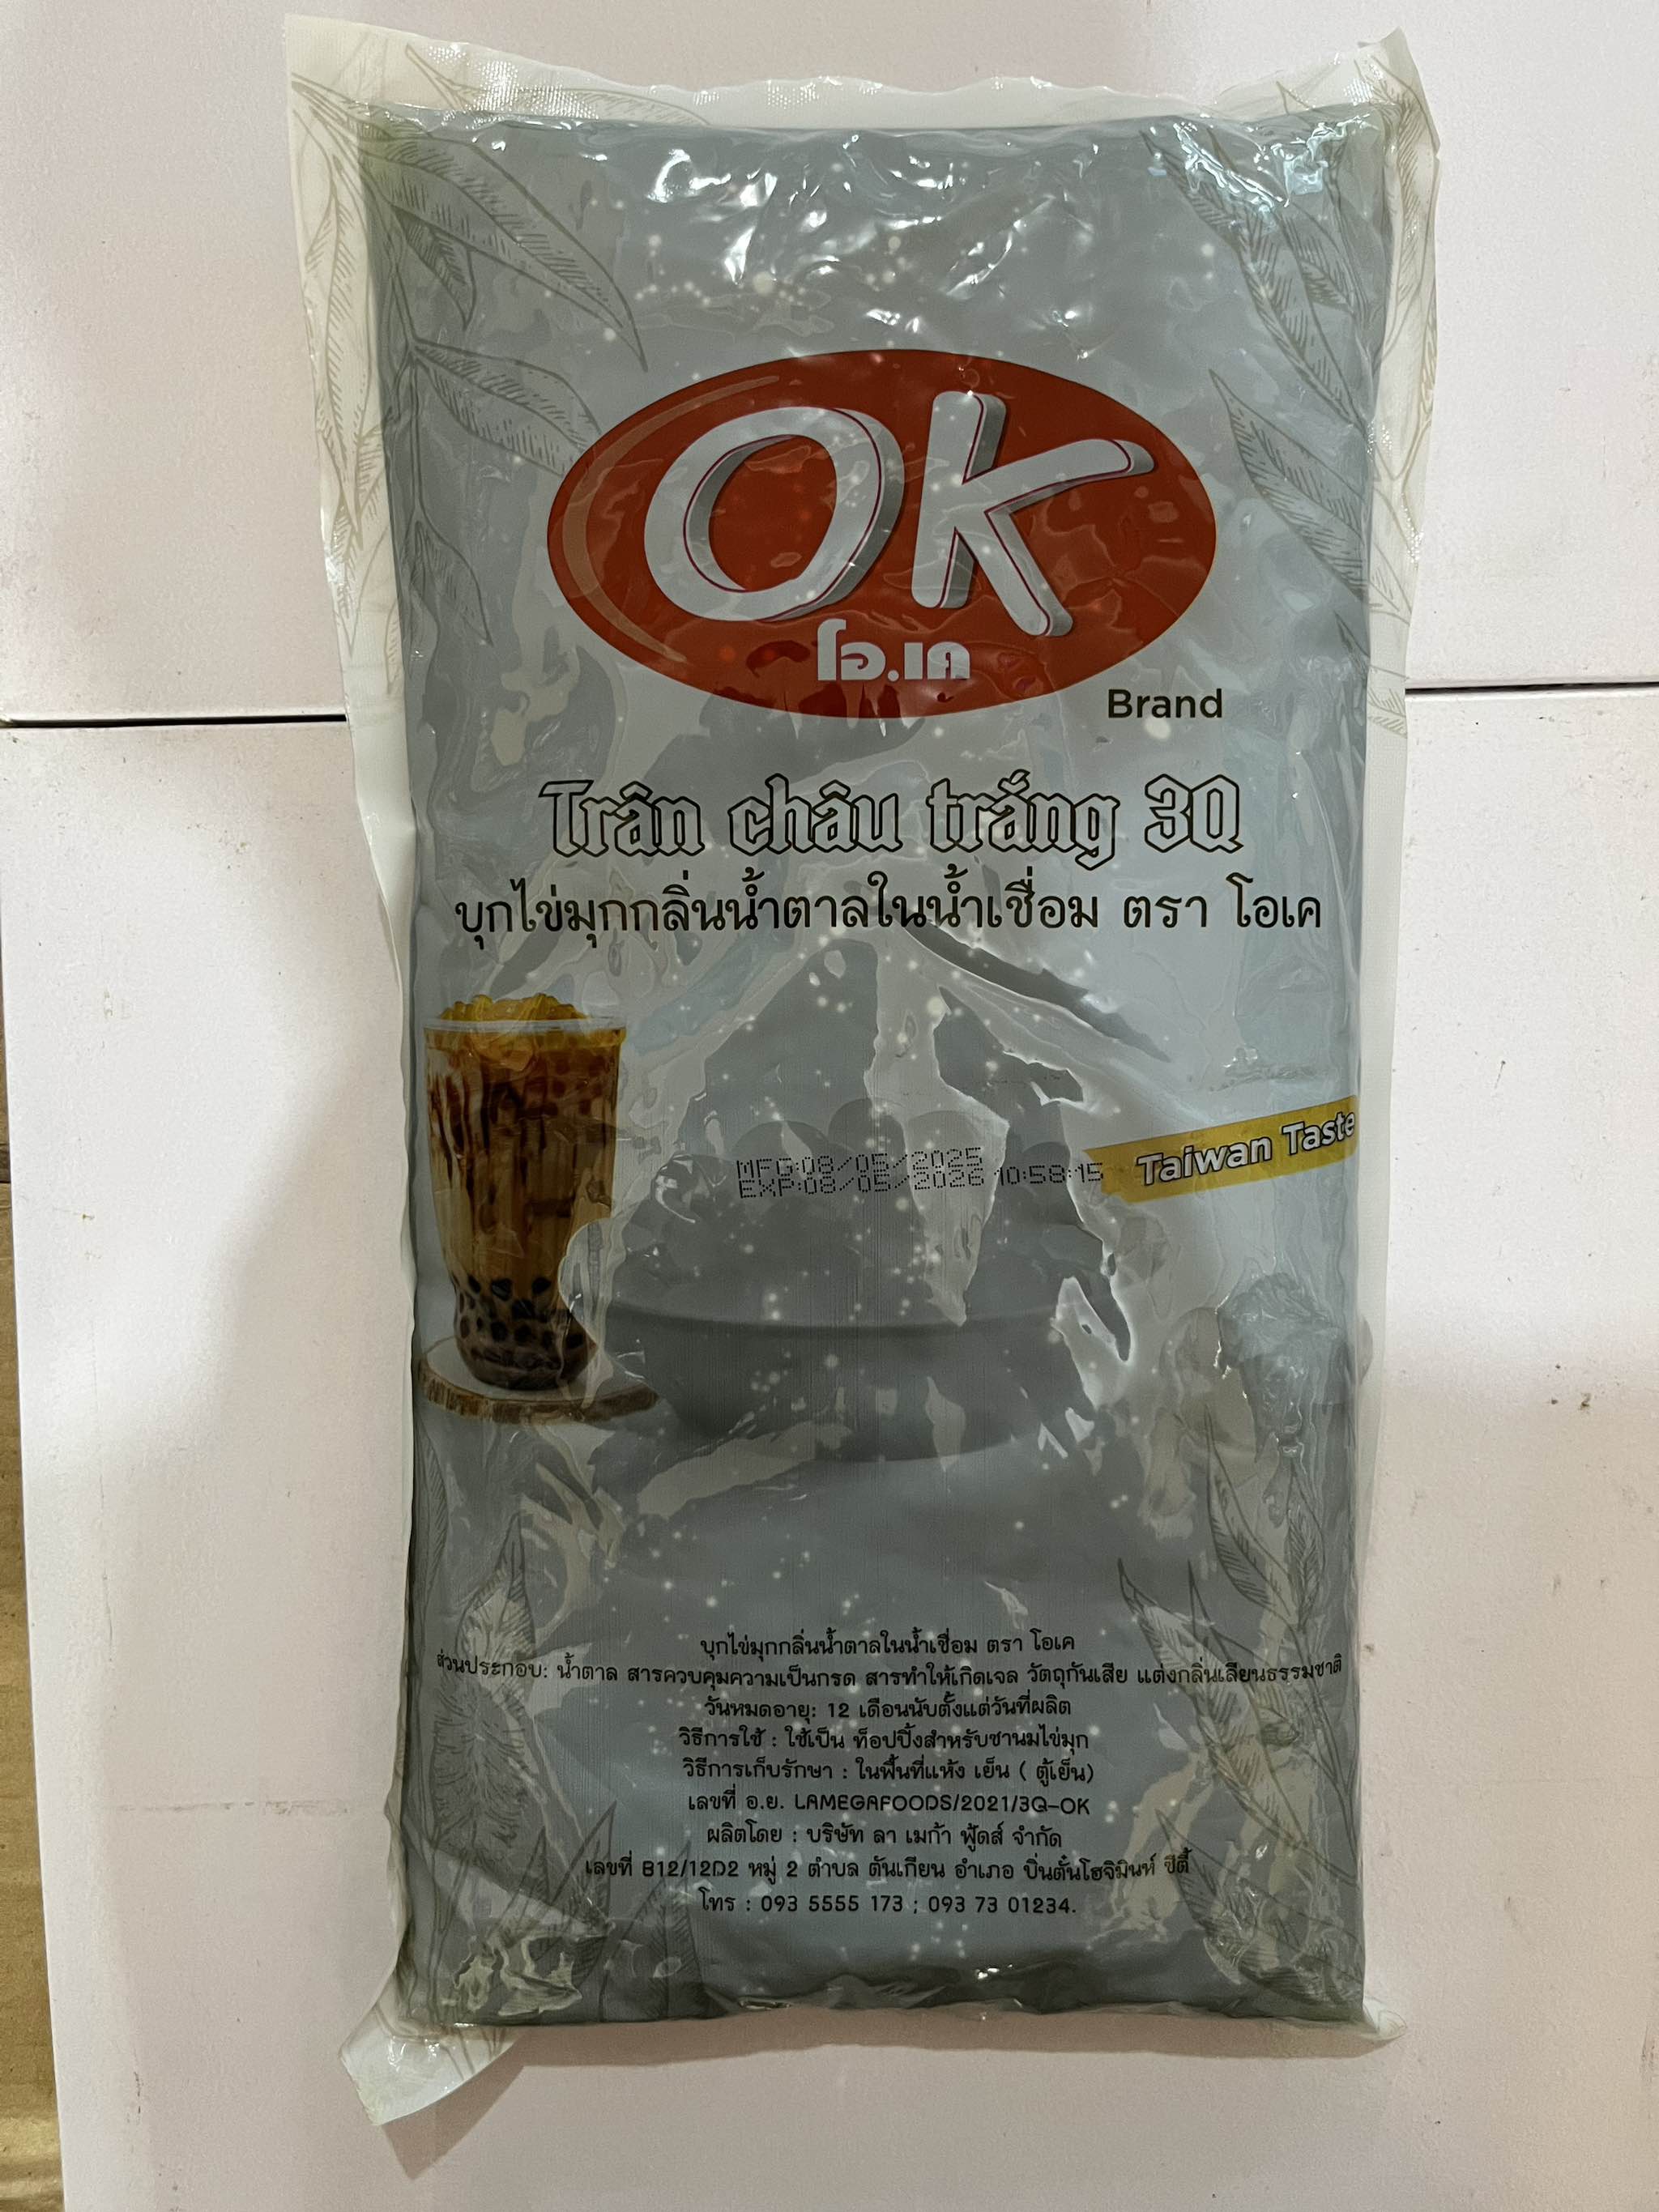 OK
โอ.เค
Brand
Trân châu trắng 3Q
บุกไข่มุกกลิ่นน้ำตาลในน้ำเชื่อม ตรา โอเค
MFG:08/05/2025
EXP:08/05/2026 10:58:15
Taiwan Taste
บุกไข่มุกกลิ่นน้ำตาลในน้ำเชื่อม ตรา โอเค
ส่วนประกอบ: น้ำตาล สารควบคุมความเป็นกรด สารทำให้เกิดเจล วัตถุกันเสีย แต่งกลิ่นเลียนธรรมชาติ
วันหมดอายุ: 12 เดือนนับตั้งแต่วันที่ผลิต
วิธีการใช้ : ใช้เป็น ท็อปปิ้งสำหรับชานมไข่มุก
วิธีการเก็บรักษา : ในพื้นที่แห้ง เย็น ( ตู้เย็น)
เลขที่ อ.ย. LAMEGAFOODS/2021/3Q-OK
ผลิตโดย : บริษัท ลา เมก้า ฟู้ดส์ จำกัด
เลขที่ B12/12D2 หมู่ 2 ตำบล ตันเกียน อำเภอ บิ่นตั๋นโฮจิมินห์ ซิตี้
โทร : 093 5555 173 ; 093 73 01234.